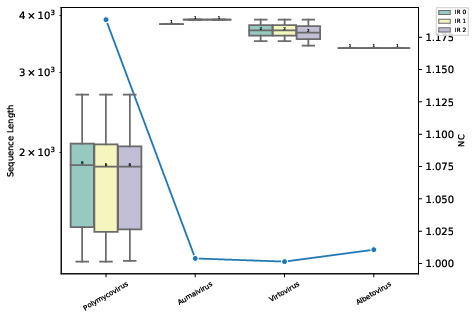 4 × 10³
3 × 10³
2 × 10³
Sequence Length
Polymycovirus
Aumaivirus
Virtovirus
Albetovirus
IR 0
IR 1
IR 2
1.175
1.150
1.125
1.100
1.075
1.050
1.025
1.000
NC